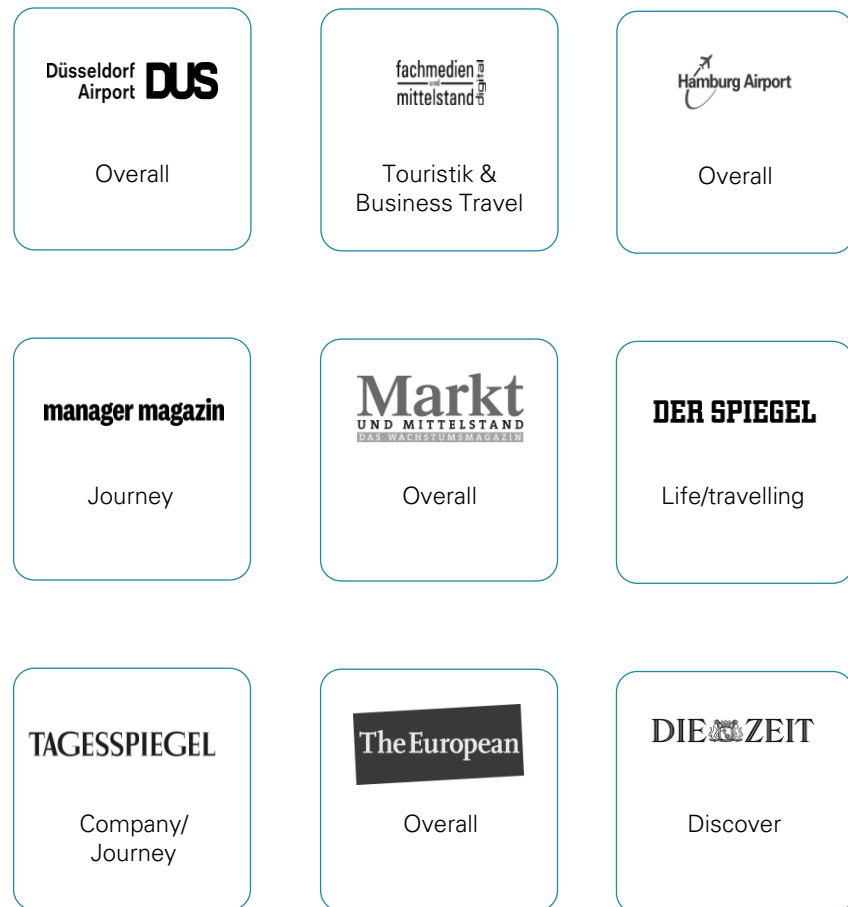 Düsseldorf
Airport DUS
Overall
fachmedien
und
mittelstand
digital
Touristik &
Business Travel
Hamburg Airport
Overall
manager magazin
Journey
Markt
UND MITTELSTAND
DAS WACHSTUMSMAGAZIN
Overall
DER SPIEGEL
Life/travelling
TAGESSPIEGEL
Company/
Journey
The European
Overall
DIE ZEIT
Discover